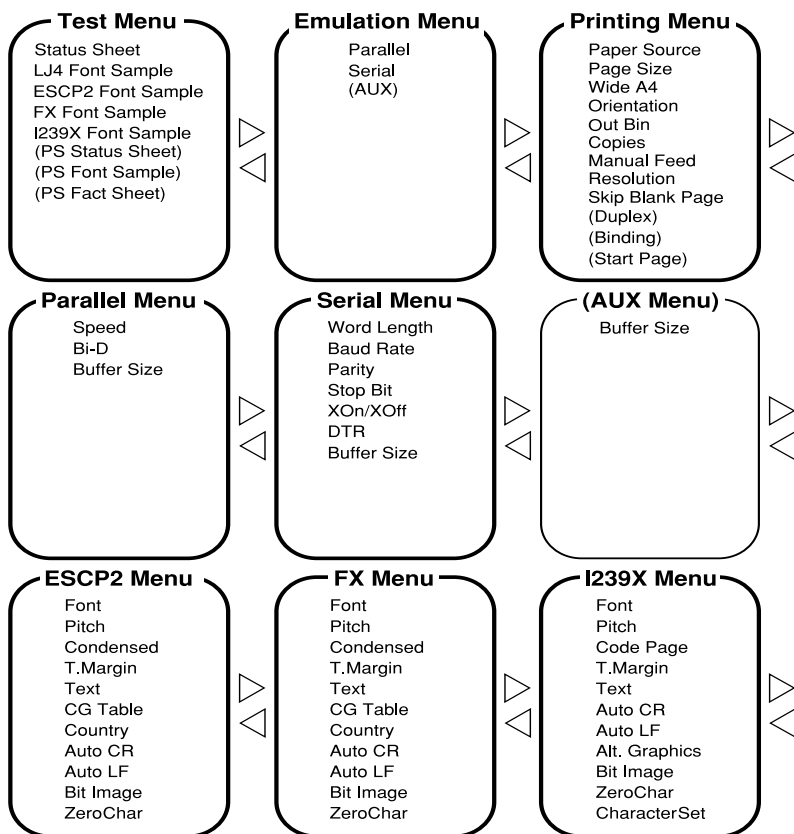 Test Menu
Status Sheet
LJ4 Font Sample
ESCP2 Font Sample
FX Font Sample
I239X Font Sample
(PS Status Sheet)
(PS Font Sample)
(PS Fact Sheet)
Emulation Menu
Parallel
Serial
(AUX)
Printing Menu
Paper Source
Page Size
Wide A4
Orientation
Out Bin
Copies
Manual Feed
Resolution
Skip Blank Page
(Duplex)
(Binding)
(Start Page)
Parallel Menu
Speed
Bi-D
Buffer Size
Serial Menu
Word Length
Baud Rate
Parity
Stop Bit
XOn/XOff
DTR
Buffer Size
(AUX Menu)
Buffer Size
ESCP2 Menu
Font
Pitch
Condensed
T.Margin
Text
CG Table
Country
Auto CR
Auto LF
Bit Image
ZeroChar
FX Menu
Font
Pitch
Condensed
T.Margin
Text
CG Table
Country
Auto CR
Auto LF
Bit Image
ZeroChar
I239X Menu
Font
Pitch
Code Page
T.Margin
Text
Auto CR
Auto LF
Alt. Graphics
Bit Image
ZeroChar
CharacterSet